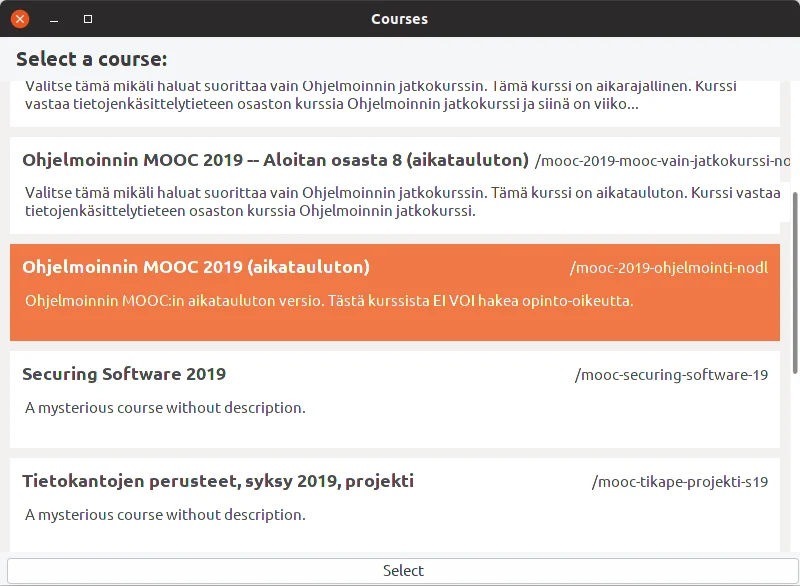 Courses
Select a course:
Valitse tämä mikäli haluat suorittaa vain Ohjelmoinnin jatkokurssin. Tämä kurssi on aikarajallinen. Kurssi
vastaa tietojenkäsittelytieteen osaston kurssia Ohjelmoinnin jatkokurssi ja siinä on viiko...
Ohjelmoinnin MOOC 2019 -- Aloitan osasta 8 (aikatauluton) /mooc-2019-mooc-vain-jatkokurssi-no
Valitse tämä mikäli haluat suorittaa vain Ohjelmoinnin jatkokurssin. Tämä kurssi on aikatauluton. Kurssi vastaa
tietojenkäsittelytieteen osaston kurssia Ohjelmoinnin jatkokurssi.
Ohjelmoinnin MOOC 2019 (aikatauluton) /mooc-2019-ohjelmointi-nodl
Ohjelmoinnin MOOC:in aikatauluton versio. Tästä kurssista EI VOI hakea opinto-oikeutta.
Securing Software 2019 /mooc-securing-software-19
A mysterious course without description.
Tietokantojen perusteet, syksy 2019, projekti /mooc-tikape-projekti-s19
A mysterious course without description.
Select